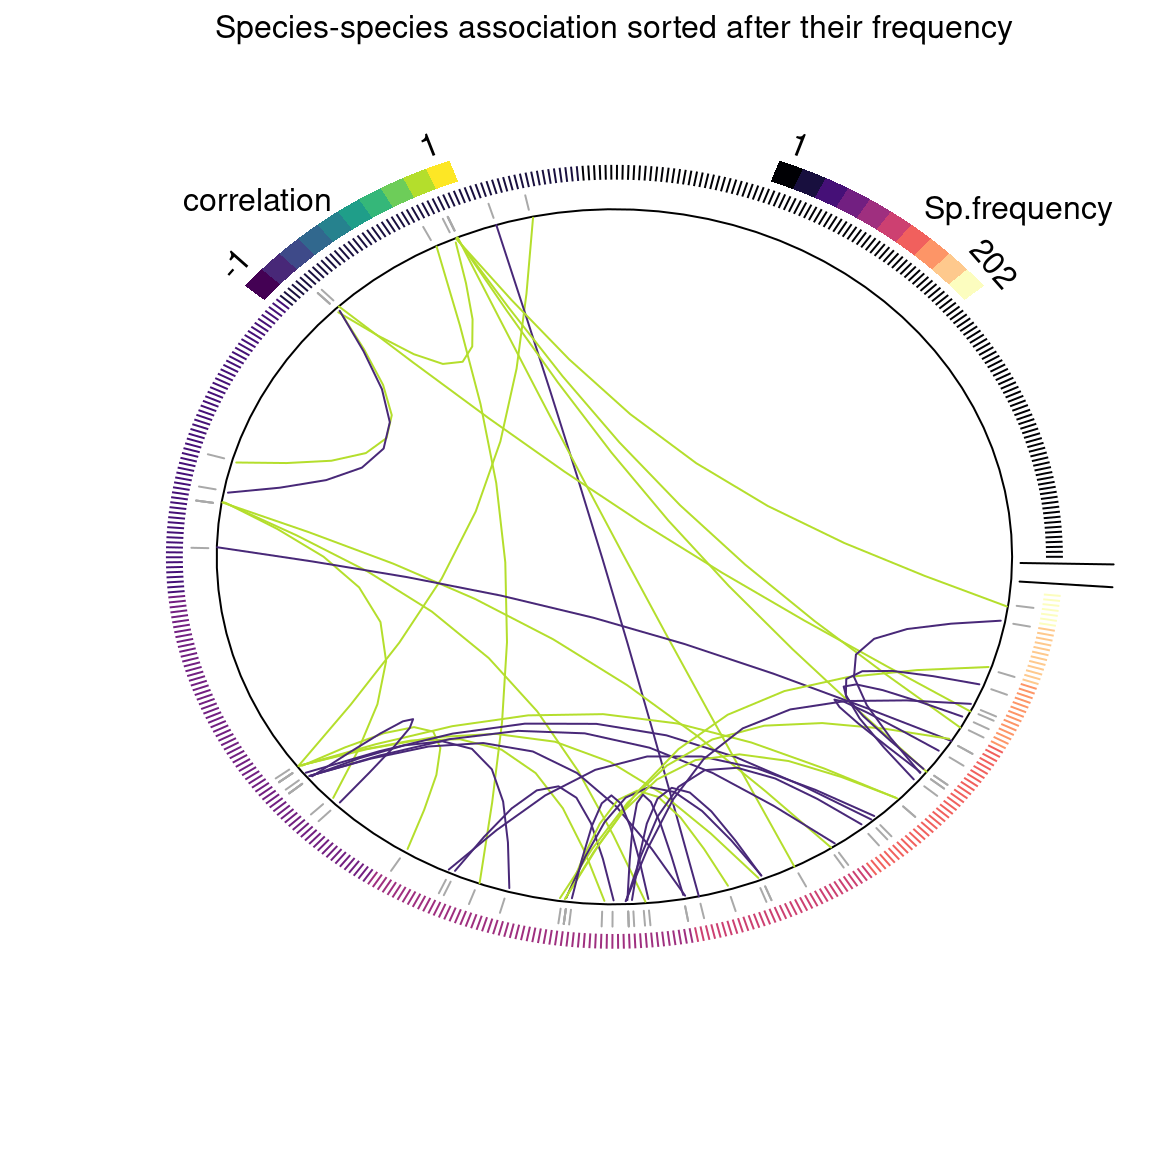 Species-species association sorted after their frequency
1
1
correlation
Sp.frequency
-1
202